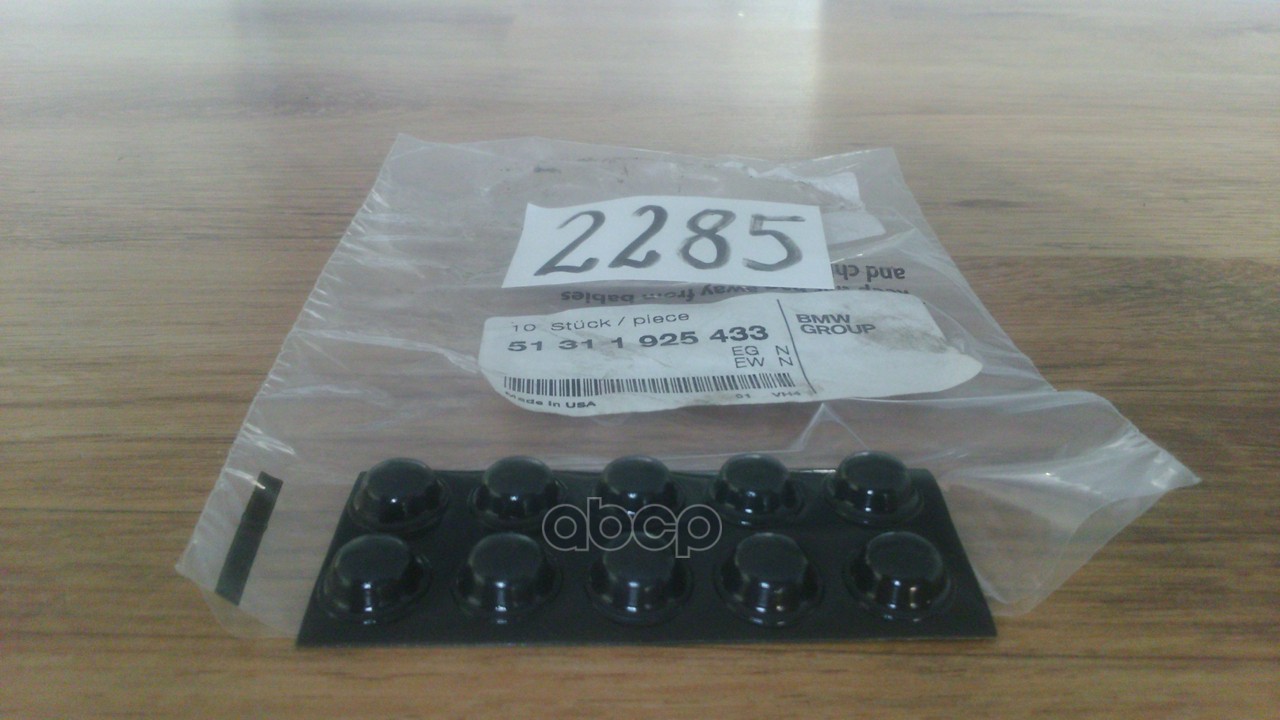 2285
and ch
away from babies
10 Stück / piece
51 31 1 925 433
EG N
EW N
BMW
GROUP
Made in USA
01 VH4
abcp